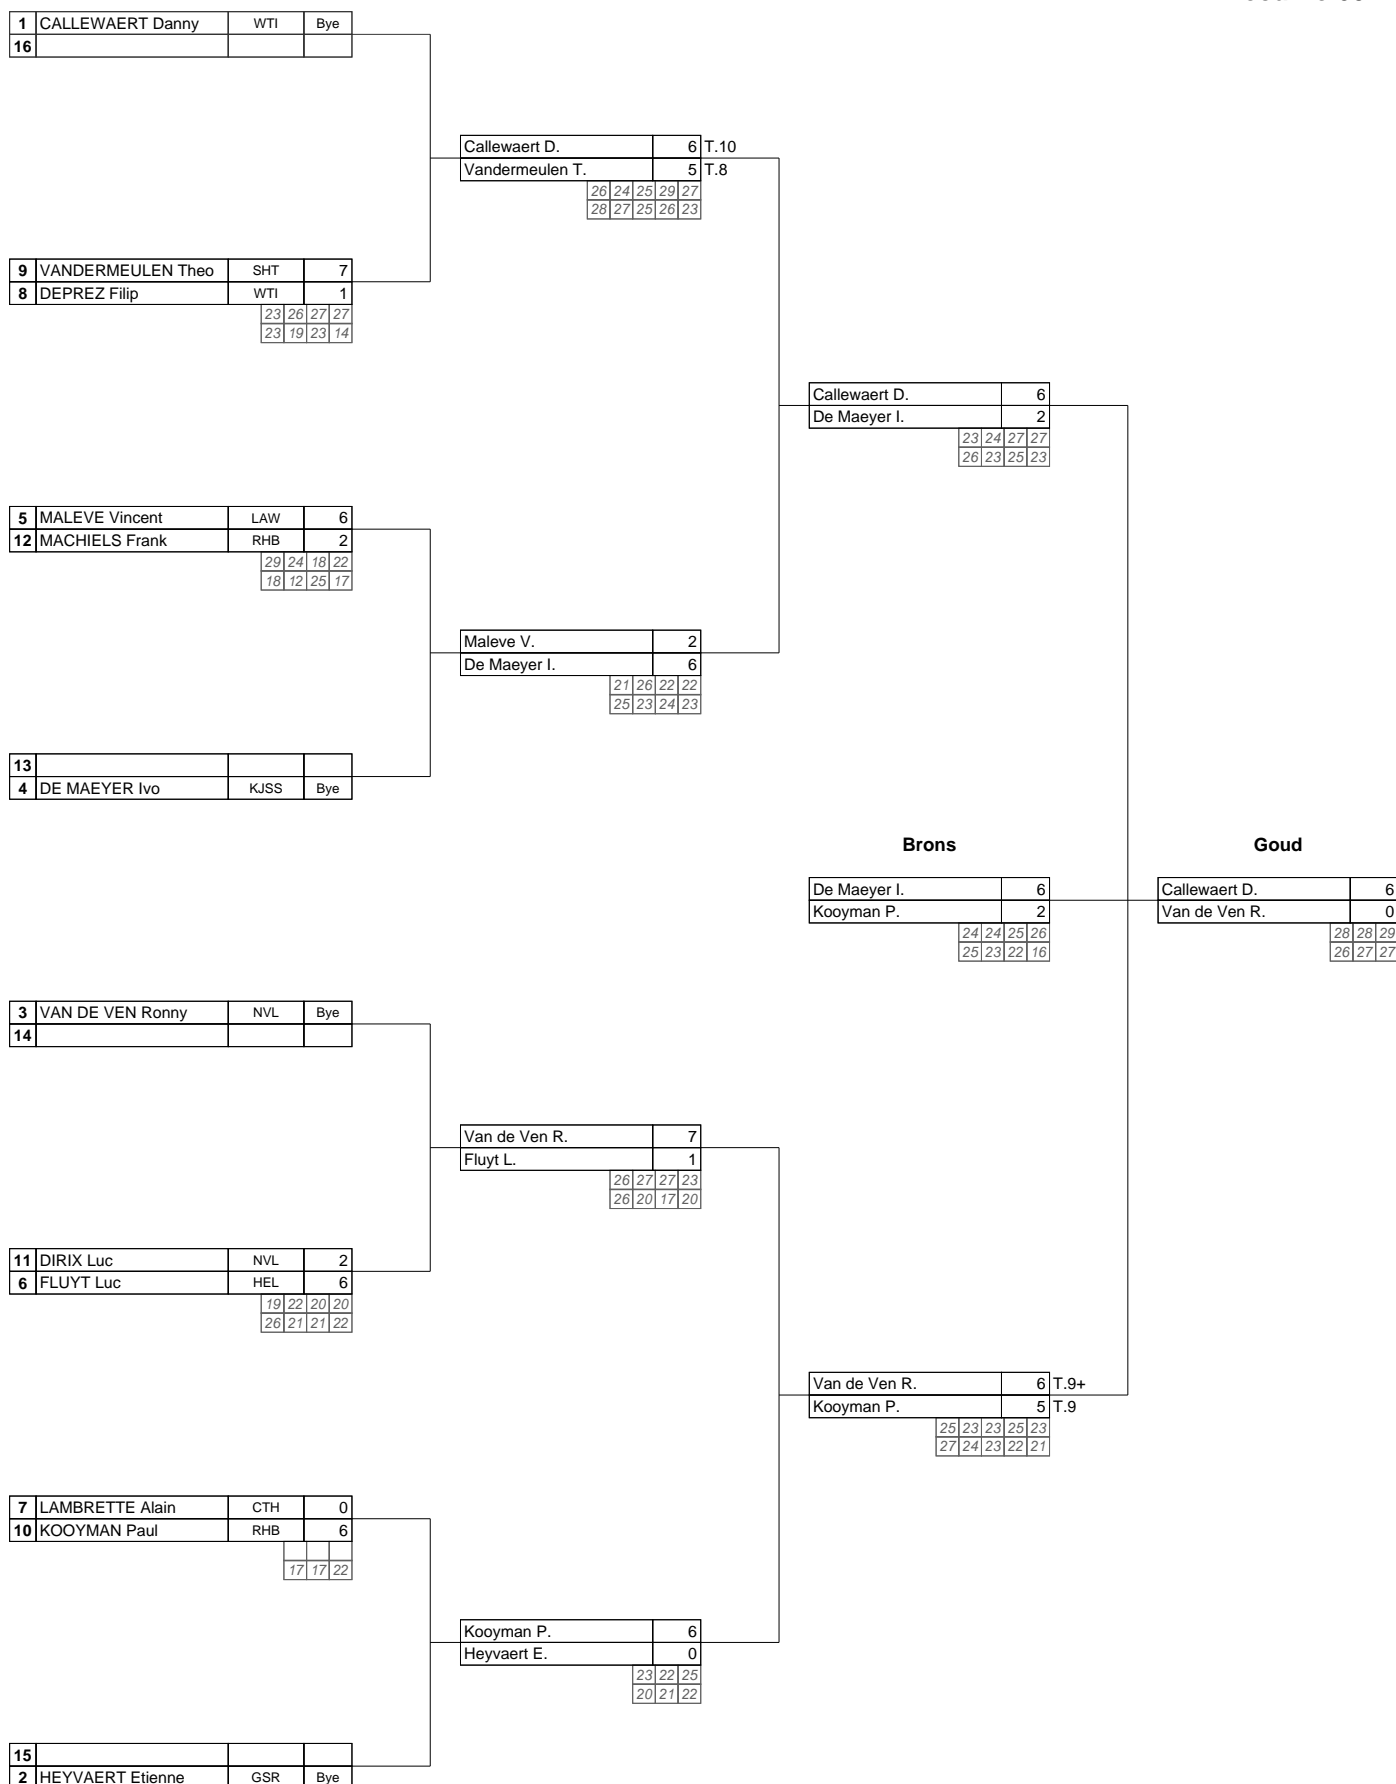 1 CALLEWAERT Danny WTI Bye
16
Callewaert D. 6 T.10
Vandermeulen T. 5 T.8
26 24 25 29 27
28 27 25 26 23
9 VANDERMEULEN Theo SHT 7
8 DEPREZ Filip WTI 1
23 26 27 27
23 19 23 14
Callewaert D. 6
De Maeyer I. 2
23 24 27 27
26 23 25 23
5 MALEVE Vincent LAW 6
12 MACHIELS Frank RHB 2
29 24 18 22
18 12 25 17
Maleve V. 2
De Maeyer I. 6
21 26 22 22
25 23 24 23
13
4 DE MAEYER Ivo KJSS Bye
Brons Goud
De Maeyer I. 6 Callewaert D. 6
Kooyman P. 2 Van de Ven R. 0
24 24 25 26 28 28 29
25 23 22 16 26 27 27
3 VAN DE VEN Ronny NVL Bye
14
Van de Ven R. 7
Fluyt L. 1
26 27 27 23
26 20 17 20
11 DIRIX Luc NVL 2
6 FLUYT Luc HEL 6
19 22 20 20
26 21 21 22
Van de Ven R. 6 T.9+
Kooyman P. 5 T.9
25 23 23 25 23
27 24 23 22 21
7 LAMBRETTE Alain CTH 0
10 KOOYMAN Paul RHB 6
17 17 22
Kooyman P. 6
Heyvaert E. 0
23 22 25
20 21 22
15
2 HEYVAERT Etienne GSR Bye